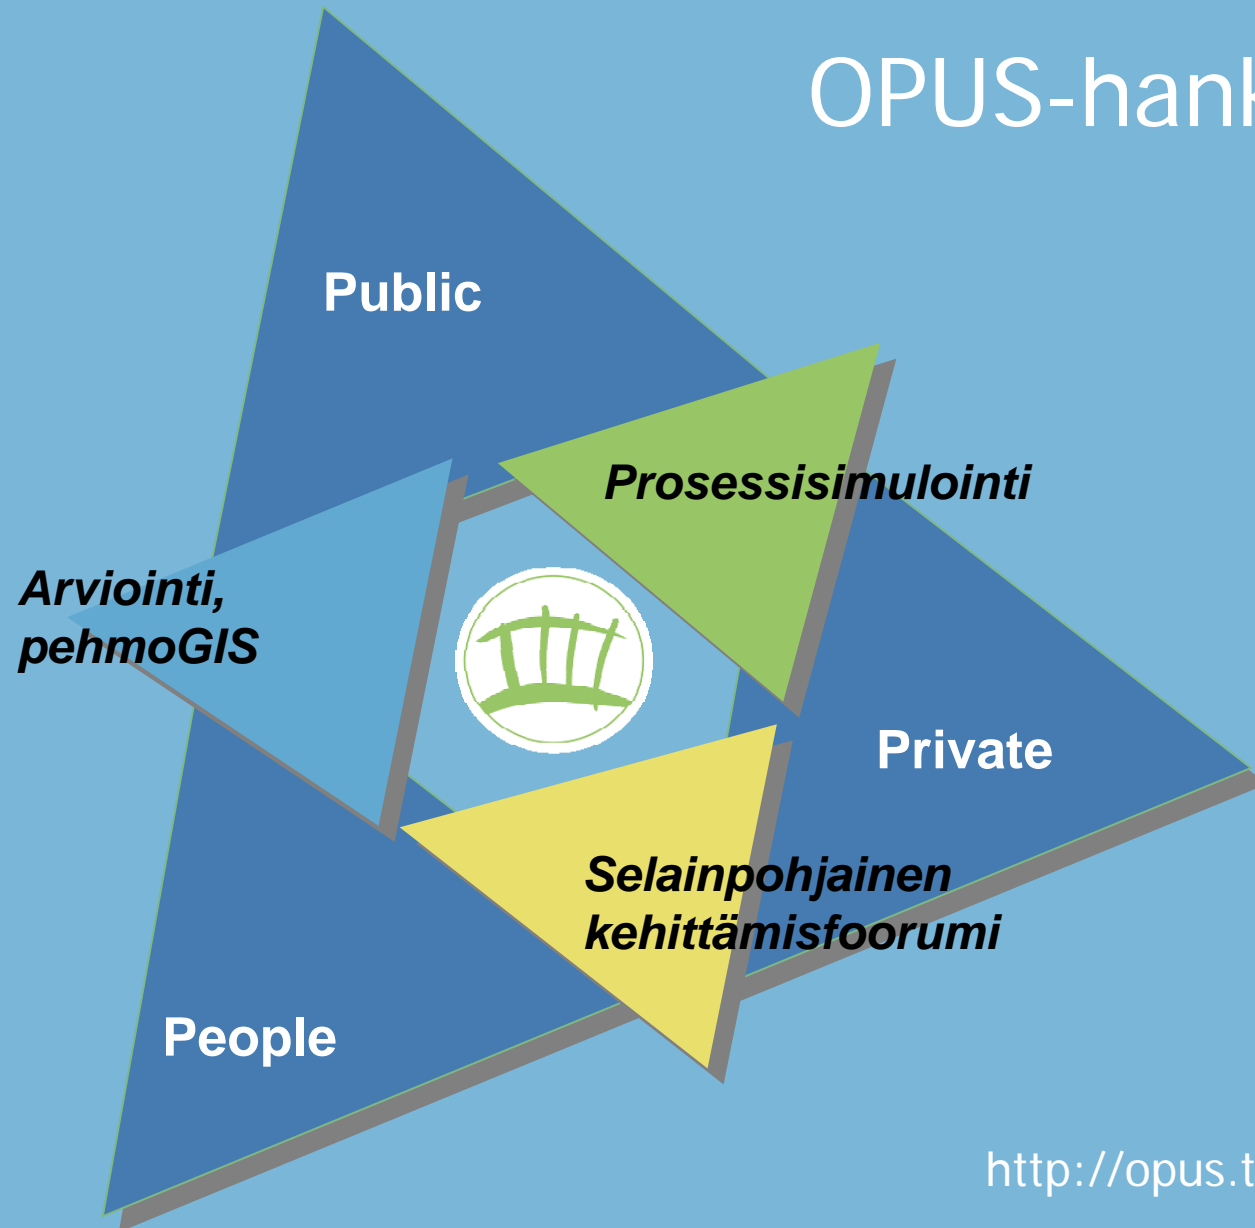 OPUS-hank
Public
Prosessisimulointi
Arviointi,
pehmoGIS
Private
Selainpohjainen
kehittämisfoorumi
People
http://opus.t